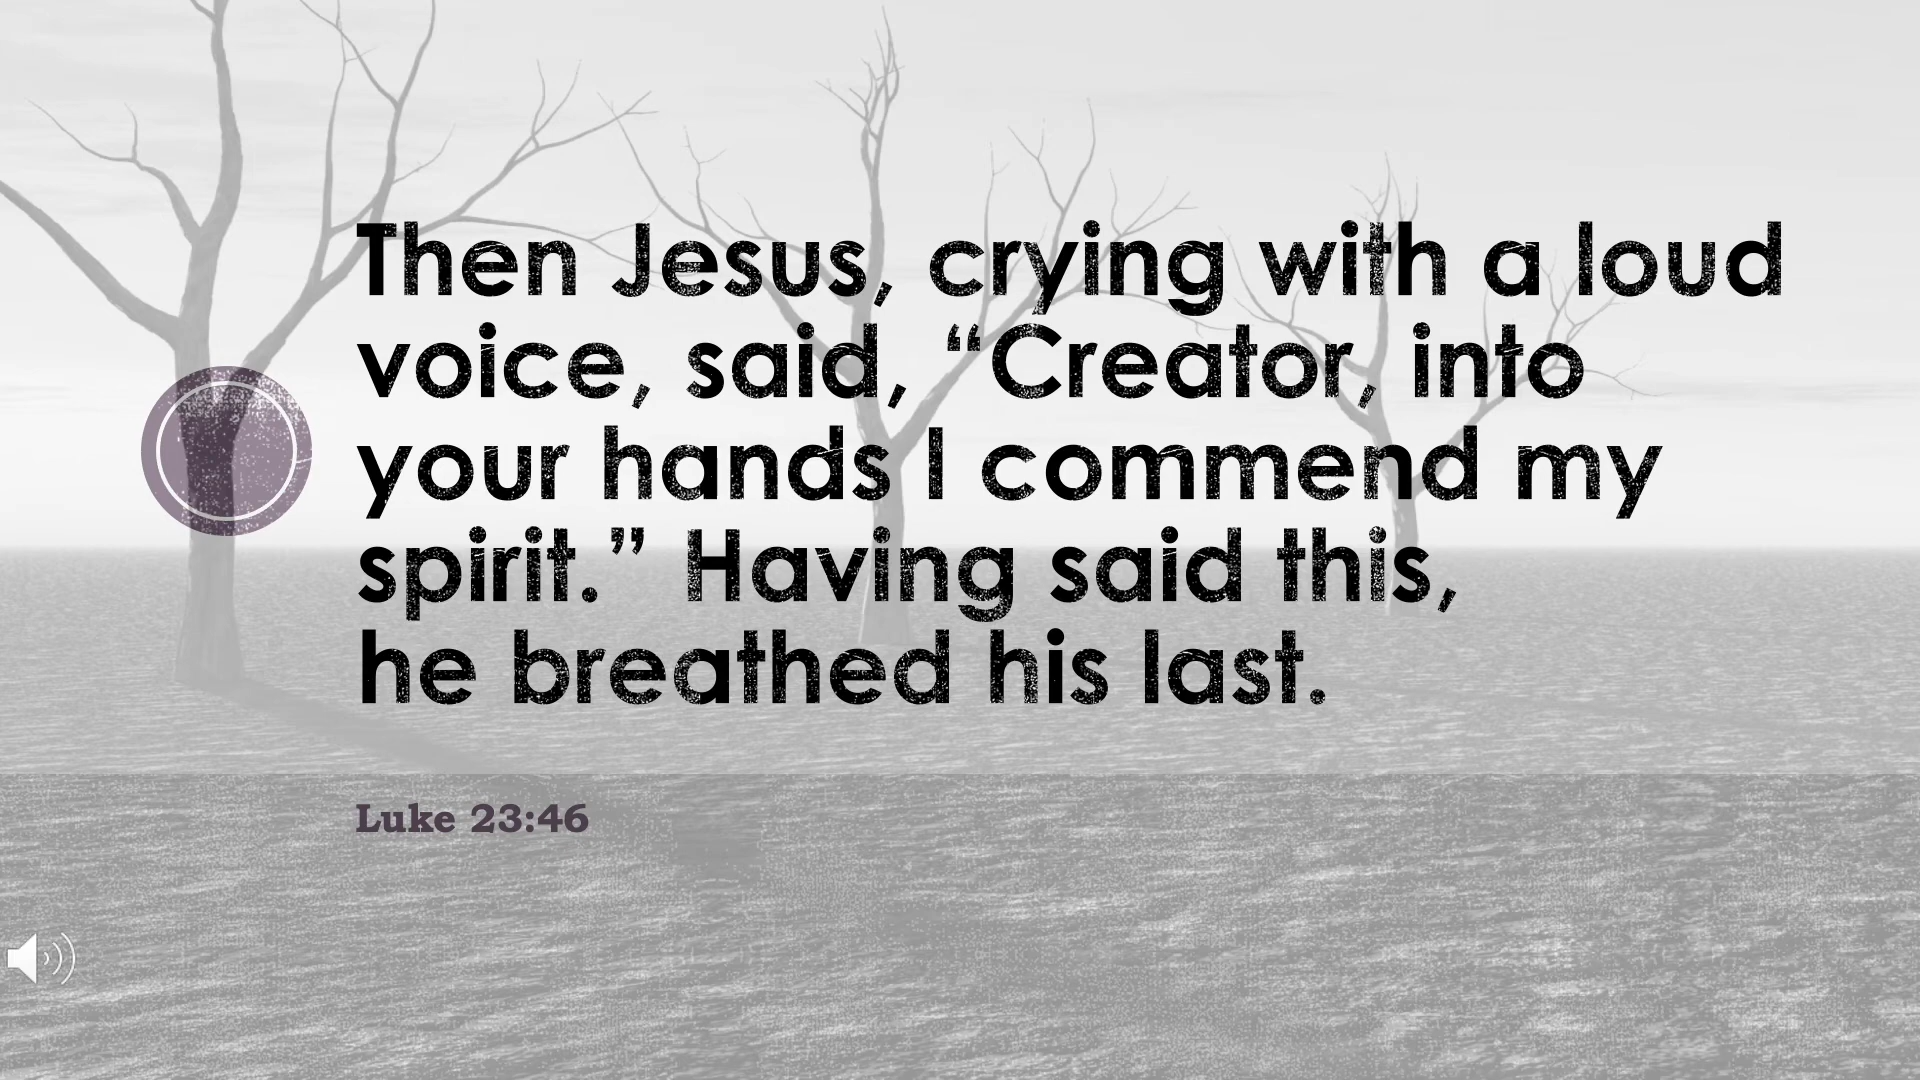 Then Jesus, crying with a loud
voice, said, “Creator, into
your hands I commend my
spirit.” Having said this,
he breathed his last.
Luke 23:46